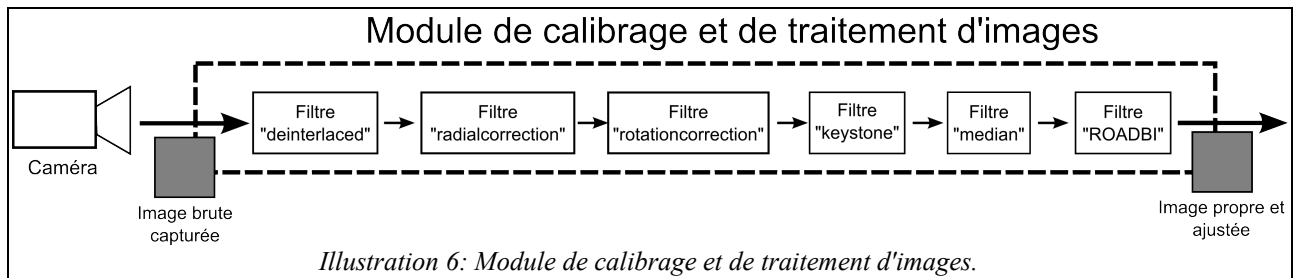 Module de calibrage et de traitement d'images
Caméra
Filtre
"deinterlaced"
Filtre
"radialcorrection"
Filtre
"rotationcorrection"
Filtre
"keystone"
Filtre
"median"
Filtre
"ROADBI"
Image brute
capturée
Image propre et
ajustée
Illustration 6: Module de calibrage et de traitement d'images.